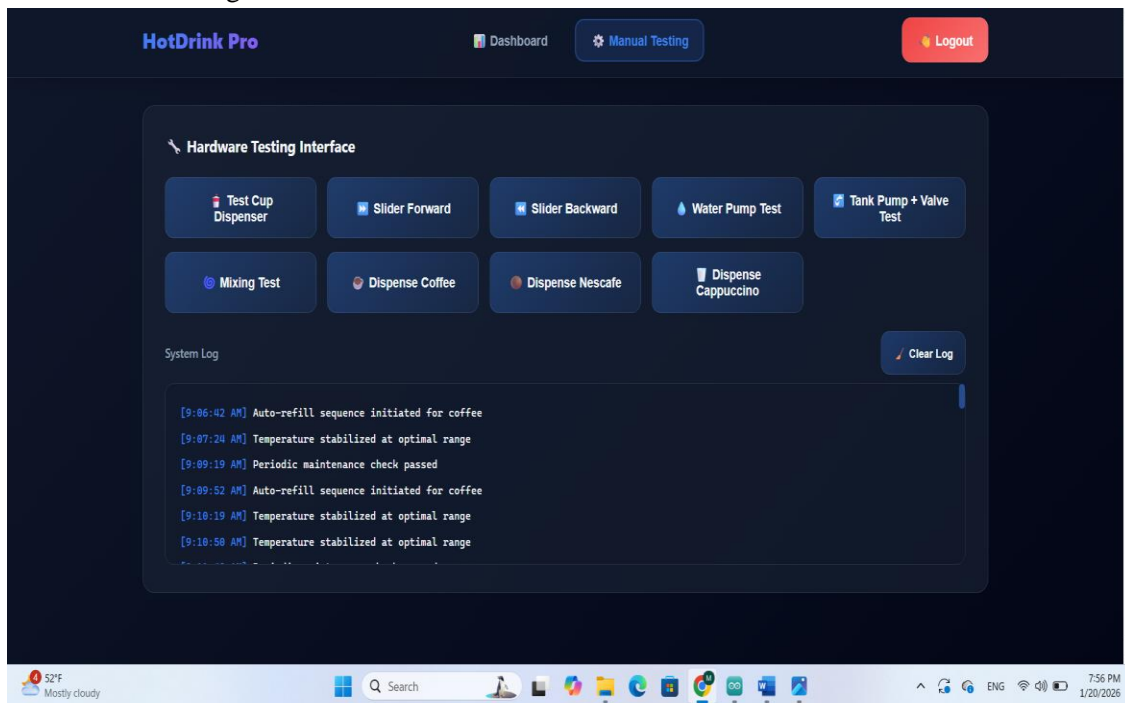 HotDrink Pro
Dashboard
Manual Testing
Logout
Hardware Testing Interface
Test Cup
Dispenser
Slider Forward
Slider Backward
Water Pump Test
Tank Pump + Valve
Test
Mixing Test
Dispense Coffee
Dispense Nescafe
Dispense
Cappuccino
System Log
Clear Log
[9:06:42 AM] Auto-refill sequence initiated for coffee
[9:07:24 AM] Temperature stabilized at optimal range
[9:09:19 AM] Periodic maintenance check passed
[9:09:52 AM] Auto-refill sequence initiated for coffee
[9:10:19 AM] Temperature stabilized at optimal range
[9:10:50 AM] Temperature stabilized at optimal range
4
52°F
Mostly cloudy
Search
ENG
7:56 PM
1/20/2026